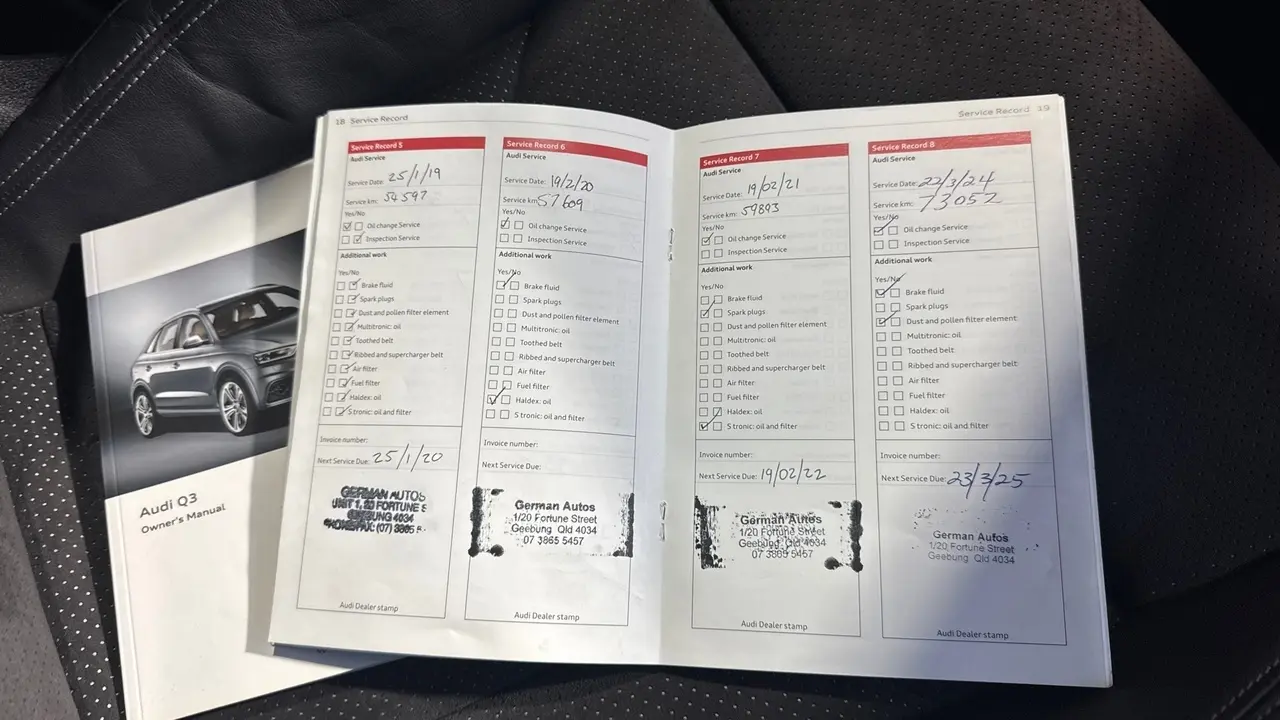 Audi Q3
Owner's Manual
18 Service Record
Service Record 5
Audi Service
Service Date: 25/1/19
Service km: 54597
Yes/No
Oil change Service
Inspection Service
Additional work
Yes/No
Brake fluid
Spark plugs
Dust and pollen filter element
Multitronic: oil
Toothed belt
Ribbed and supercharger belt
Air filter
Fuel filter
Haldex: oil
S tronic: oil and filter
Invoice number:
Next Service Due: 25/1/20
GERMAN AUTOS
UNIT 1, 20 FORTUNE S
GEEBUNG 4034
(07) 3865
Audi Dealer stamp
Service Record 6
Audi Service
Service Date: 19/2/20
Service km: 57609
Yes/No
Oil change Service
Inspection Service
Additional work
Yes/No
Brake fluid
Spark plugs
Dust and pollen filter element
Multitronic: oil
Toothed belt
Ribbed and supercharger belt
Air filter
Fuel filter
Haldex: oil
S tronic: oil and filter
Invoice number:
Next Service Due:
German Autos
1/20 Fortune Street
Geebung Qld 4034
07 3865 5457
Audi Dealer stamp
Service Record 19
Service Record 7
Audi Service
Service Date: 19/02/21
Service km: 59893
Yes/No
Oil change Service
Inspection Service
Additional work
Yes/No
Brake fluid
Spark plugs
Dust and pollen filter element
Multitronic: oil
Toothed belt
Ribbed and supercharger belt
Air filter
Fuel filter
Haldex: oil
S tronic: oil and filter
Invoice number:
Next Service Due: 19/02/22
German Autos
1/20 Fortune Street
Geebung Qld 4034
07 3865 5457
Audi Dealer stamp
Service Record 8
Audi Service
Service Date: 22/3/24
Service km: 73052
Yes/No
Oil change Service
Inspection Service
Additional work
Yes/No
Brake fluid
Spark plugs
Dust and pollen filter element
Multitronic: oil
Toothed belt
Ribbed and supercharger belt
Air filter
Fuel filter
Haldex: oil
S tronic: oil and filter
Invoice number:
Next Service Due: 23/3/25
German Autos
1/20 Fortune Street
Geebung Qld 4034
Audi Dealer stamp